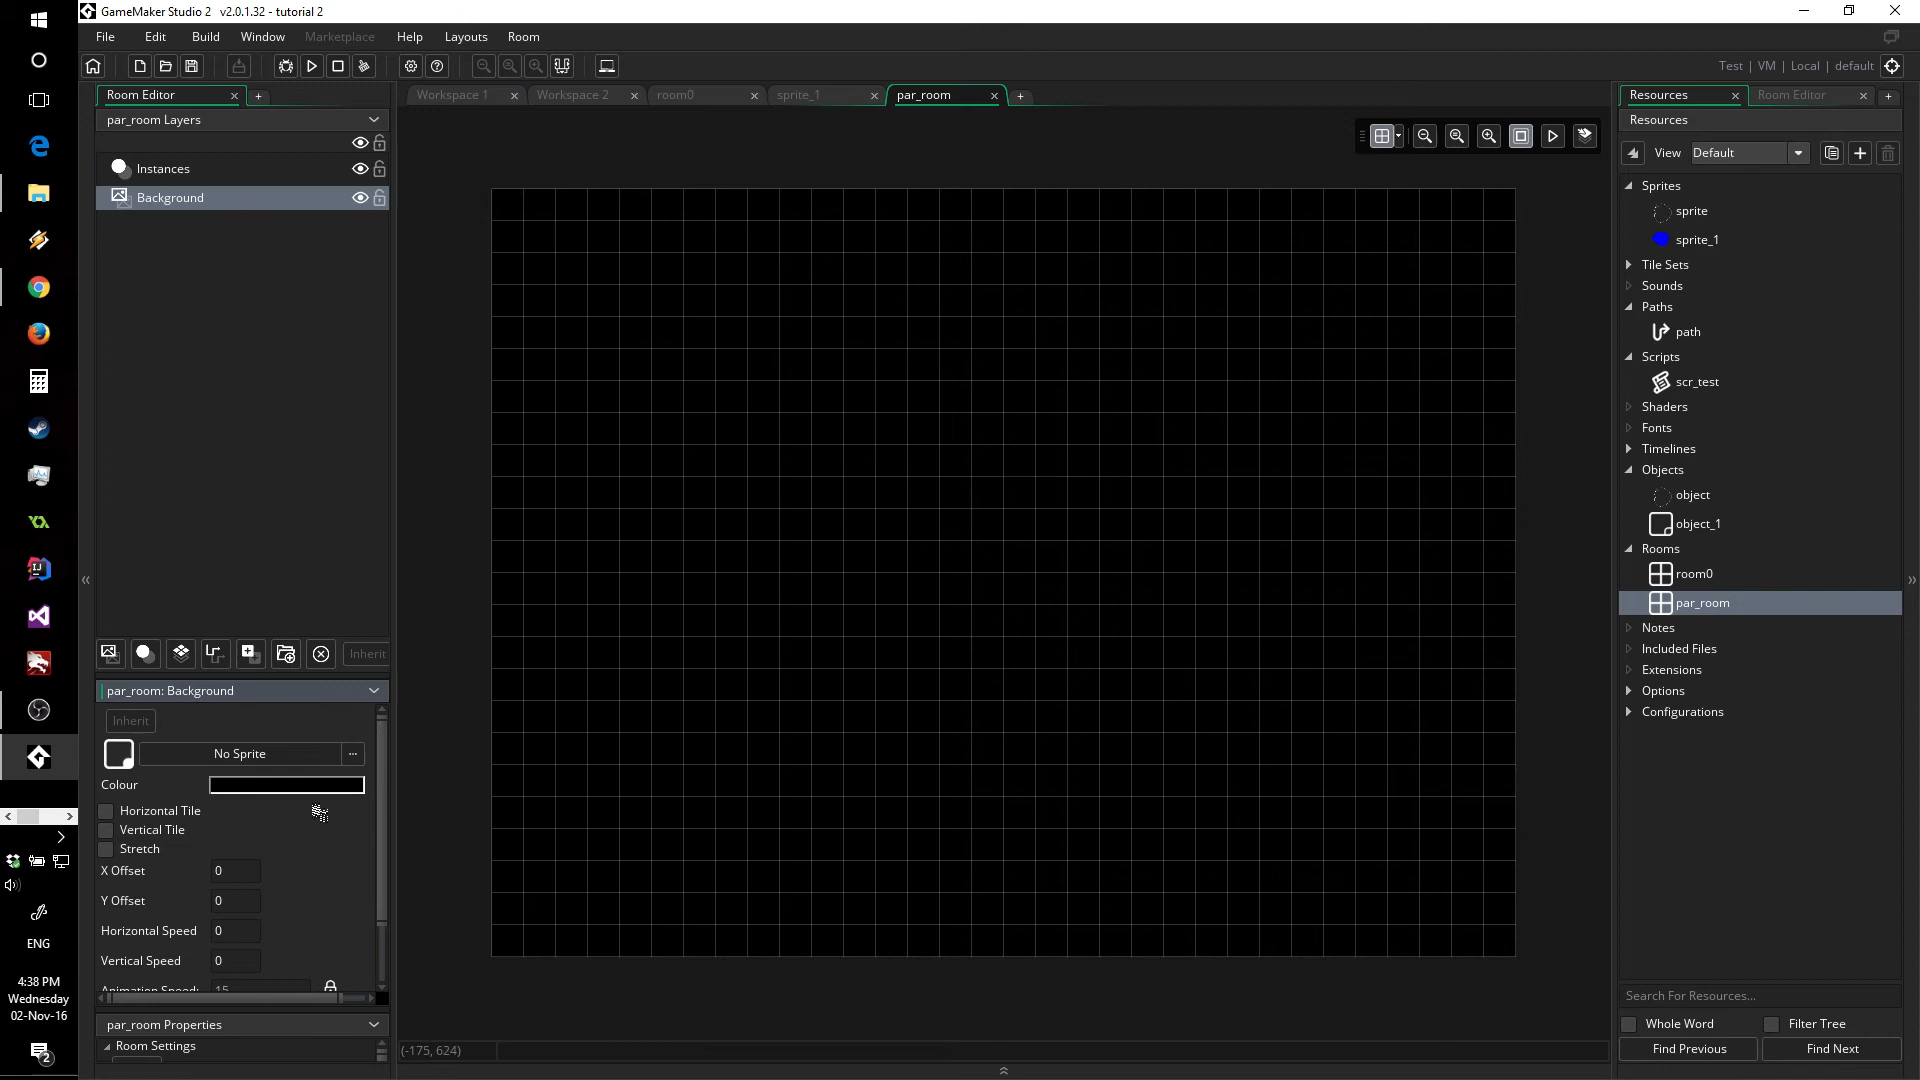 GameMaker Studio 2   v2.0.1.32 - tutorial 2
File Edit Build Window Marketplace Help Layouts Room
Test | VM | Local | default
Room Editor
Workspace 1
Workspace 2
room0
sprite_1
par_room
Resources
Room Editor
par_room Layers
Instances
Background
Inherit
par_room: Background
Inherit
No Sprite
...
Colour
Horizontal Tile
Vertical Tile
Stretch
X Offset 0
Y Offset 0
Horizontal Speed 0
Vertical Speed 0
Animation Speed: 15
par_room Properties
Room Settings
(-175, 624)
Resources
View Default
Sprites
sprite
sprite_1
Tile Sets
Sounds
Paths
path
Scripts
scr_test
Shaders
Fonts
Timelines
Objects
object
object_1
Rooms
room0
par_room
Notes
Included Files
Extensions
Options
Configurations
Search For Resources...
Whole Word
Filter Tree
Find Previous
Find Next
ENG
4:38 PM
Wednesday
02-Nov-16
2